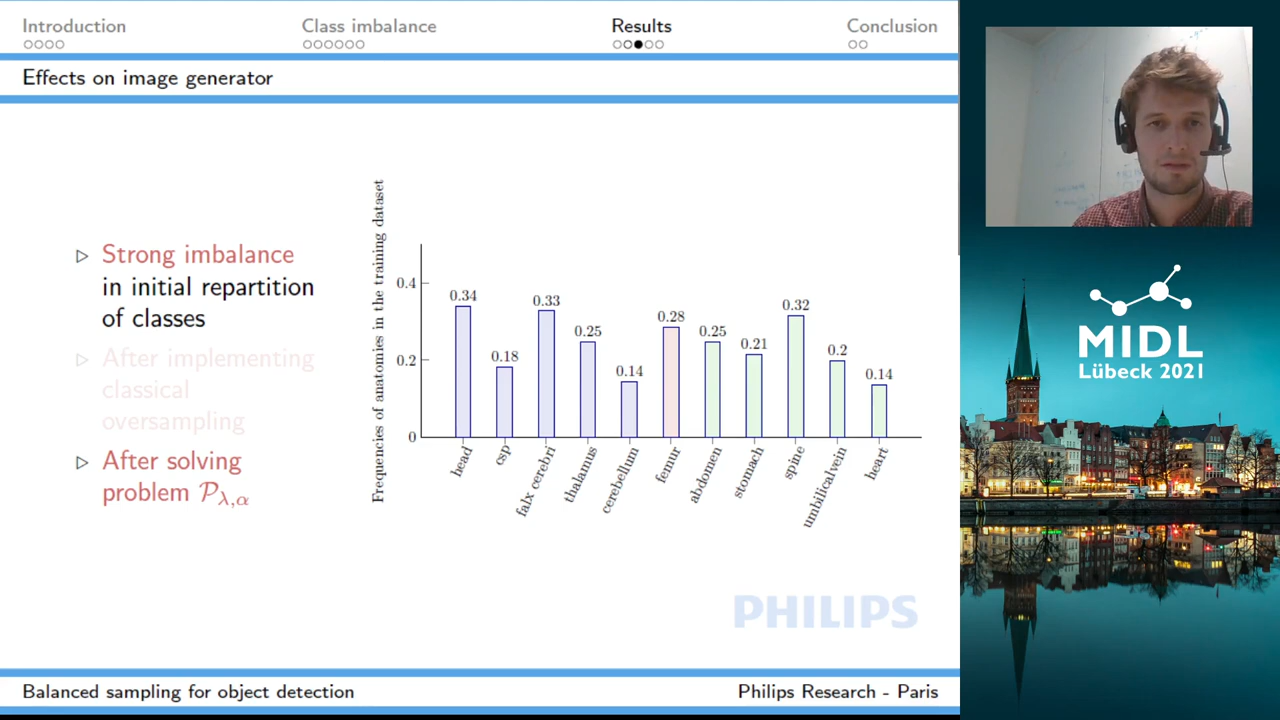 Introduction
Class imbalance
Results
Conclusion
Effects on image generator
▷ Strong imbalance
in initial repartition
of classes
▷ After implementing
classical
oversampling
▷ After solving
problem 𝒫λ,α
Frequencies of anatomies in the training dataset
0.4
0.2
0
0.34
0.18
0.33
0.25
0.14
0.28
0.25
0.21
0.32
0.2
0.14
head
csp
falx cerebri
thalamus
cerebellum
femur
abdomen
stomach
spine
umbilicalvein
heart
PHILIPS
Balanced sampling for object detection
Philips Research - Paris
MIDL
Lübeck 2021